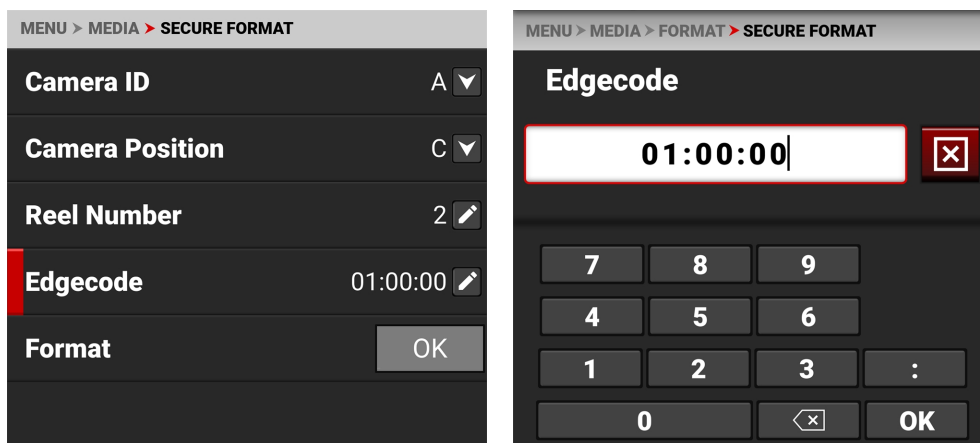 MENU ➤ MEDIA ➤ SECURE FORMAT
Camera ID A
Camera Position C
Reel Number 2
Edgecode 01:00:00
Format OK
MENU ➤ MEDIA ➤ FORMAT ➤ SECURE FORMAT
Edgecode
01:00:00
7 8 9
4 5 6
1 2 3 :
0 OK